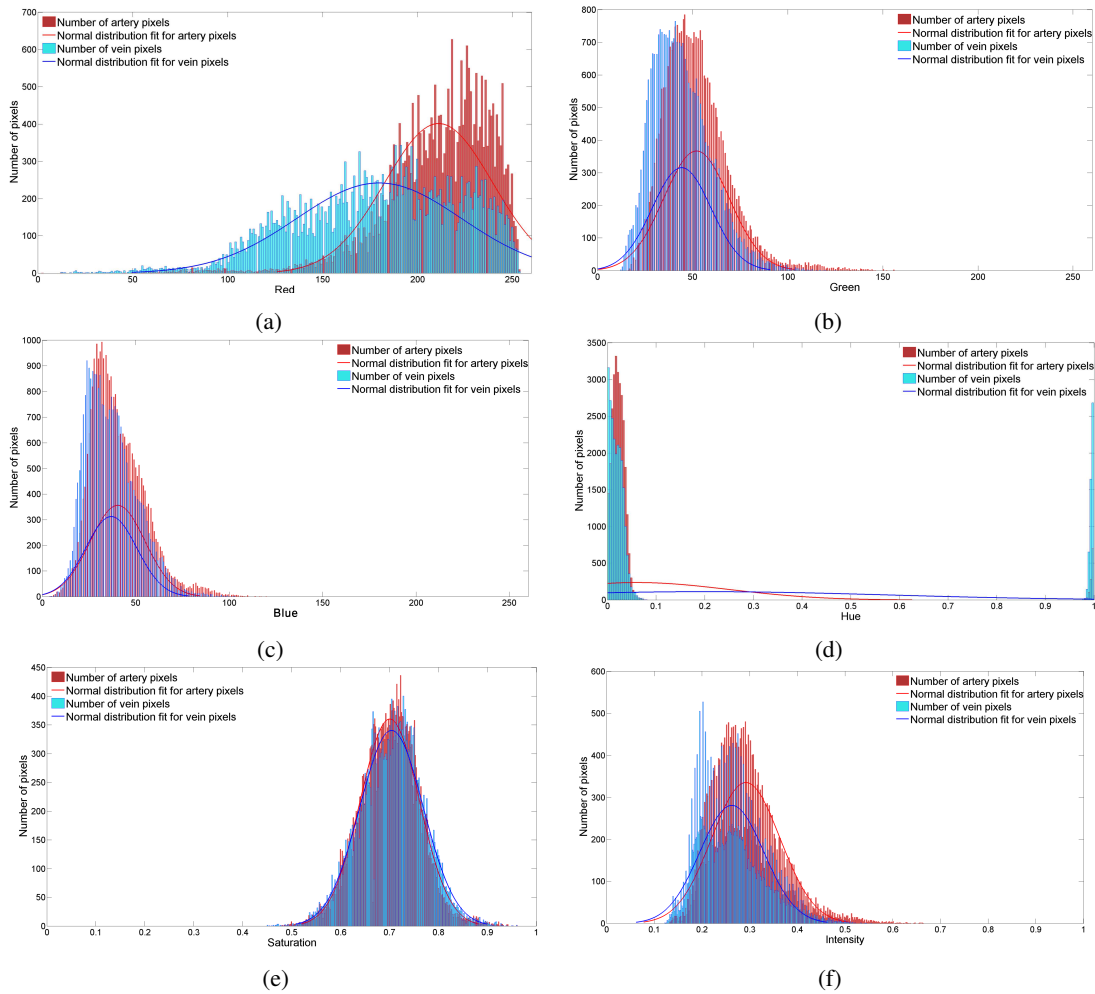 Number of artery pixels
Normal distribution fit for artery pixels
Number of vein pixels
Normal distribution fit for vein pixels
Number of pixels
700
600
500
400
300
200
100
0
0 50 100 150 200 250
Red
(a)
Number of artery pixels
Normal distribution fit for artery pixels
Number of vein pixels
Normal distribution fit for vein pixels
Number of pixels
800
700
600
500
400
300
200
100
0
0 50 100 150 200 250
Green
(b)
Number of artery pixels
Normal distribution fit for artery pixels
Number of vein pixels
Normal distribution fit for vein pixels
Number of pixels
1000
900
800
700
600
500
400
300
200
100
0
0 50 100 150 200 250
Blue
(c)
Number of artery pixels
Normal distribution fit for artery pixels
Number of vein pixels
Normal distribution fit for vein pixels
Number of pixels
3500
3000
2500
2000
1500
1000
500
0
0 0.1 0.2 0.3 0.4 0.5 0.6 0.7 0.8 0.9 1
Hue
(d)
Number of artery pixels
Normal distribution fit for artery pixels
Number of vein pixels
Normal distribution fit for vein pixels
Number of pixels
450
400
350
300
250
200
150
100
50
0
0 0.1 0.2 0.3 0.4 0.5 0.6 0.7 0.8 0.9 1
Saturation
(e)
Number of artery pixels
Normal distribution fit for artery pixels
Number of vein pixels
Normal distribution fit for vein pixels
Number of pixels
600
500
400
300
200
100
0
0 0.1 0.2 0.3 0.4 0.5 0.6 0.7 0.8 0.9 1
Intensity
(f)